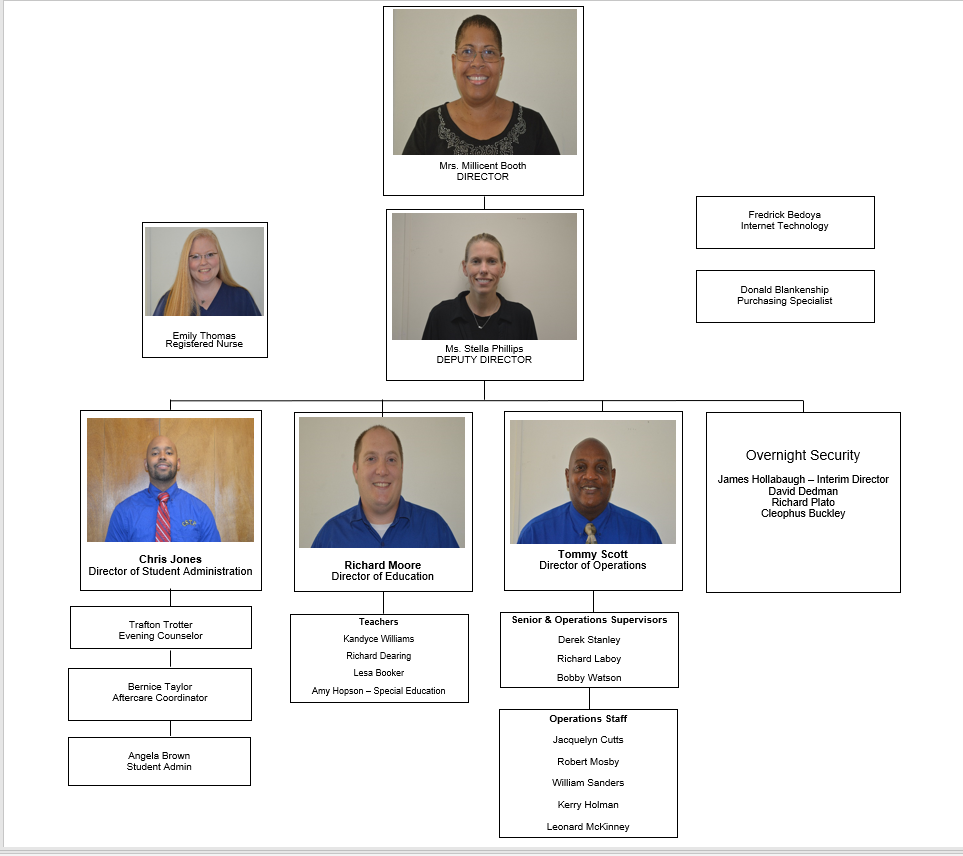 Mrs. Millicent Booth
DIRECTOR
Fredrick Bedoya
Internet Technology
Donald Blankenship
Purchasing Specialist
Emily Thomas
Registered Nurse
Ms. Stella Phillips
DEPUTY DIRECTOR
Chris Jones
Director of Student Administration
Richard Moore
Director of Education
Tommy Scott
Director of Operations
Overnight Security
James Hollabaugh – Interim Director
David Dedman
Richard Plato
Cleophus Buckley
Trafton Trotter
Evening Counselor
Bernice Taylor
Aftercare Coordinator
Angela Brown
Student Admin
Teachers
Kandyce Williams
Richard Dearing
Lesa Booker
Amy Hopson – Special Education
Senior & Operations Supervisors
Derek Stanley
Richard Laboy
Bobby Watson
Operations Staff
Jacquelyn Cutts
Robert Mosby
William Sanders
Kerry Holman
Leonard McKinney